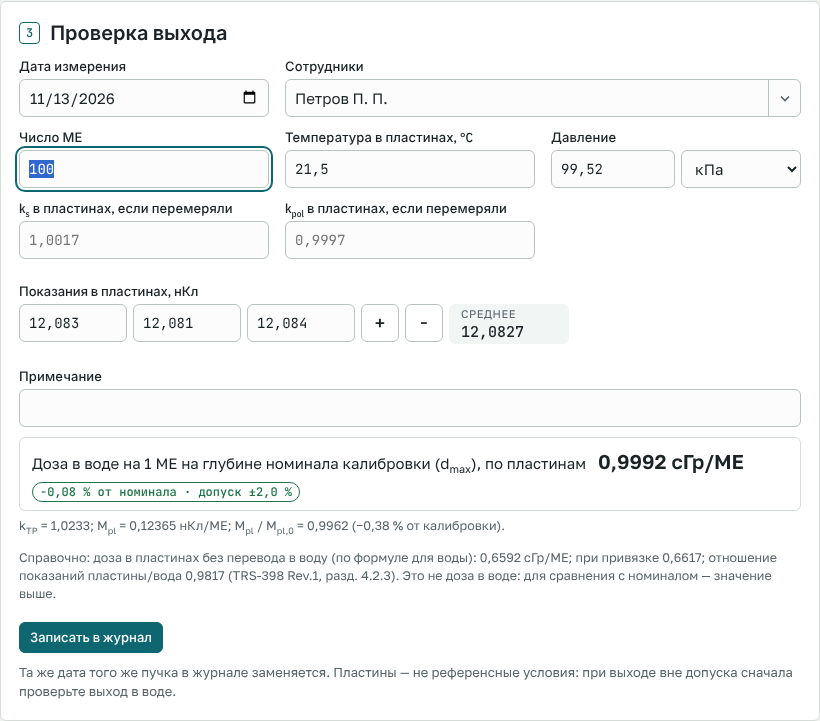 3 Проверка выхода
Дата измерения Сотрудники
11/13/2026 Петров П. П.
Число МЕ Температура в пластинах, °C Давление
100 21,5 99,52 кПа
ks в пластинах, если перемеряли kpol в пластинах, если перемеряли
1,0017 0,9997
Показания в пластинах, нКл
12,083 12,081 12,084 + - СРЕДНЕЕ
12,0827
Примечание
Доза в воде на 1 МЕ на глубине номинала калибровки (dmax), по пластинам 0,9992 сГр/МЕ
-0,08 % от номинала · допуск ±2,0 %
kTP = 1,0233; Mpl = 0,12365 нКл/МЕ; Mpl / Mpl,0 = 0,9962 (−0,38 % от калибровки).
Справочно: доза в пластинах без перевода в воду (по формуле для воды): 0,6592 сГр/МЕ; при привязке 0,6617; отношение
показаний пластины/вода 0,9817 (TRS-398 Rev.1, разд. 4.2.3). Это не доза в воде: для сравнения с номиналом — значение
выше.
Записать в журнал
Та же дата того же пучка в журнале заменяется. Пластины — не референсные условия: при выходе вне допуска сначала
проверьте выход в воде.